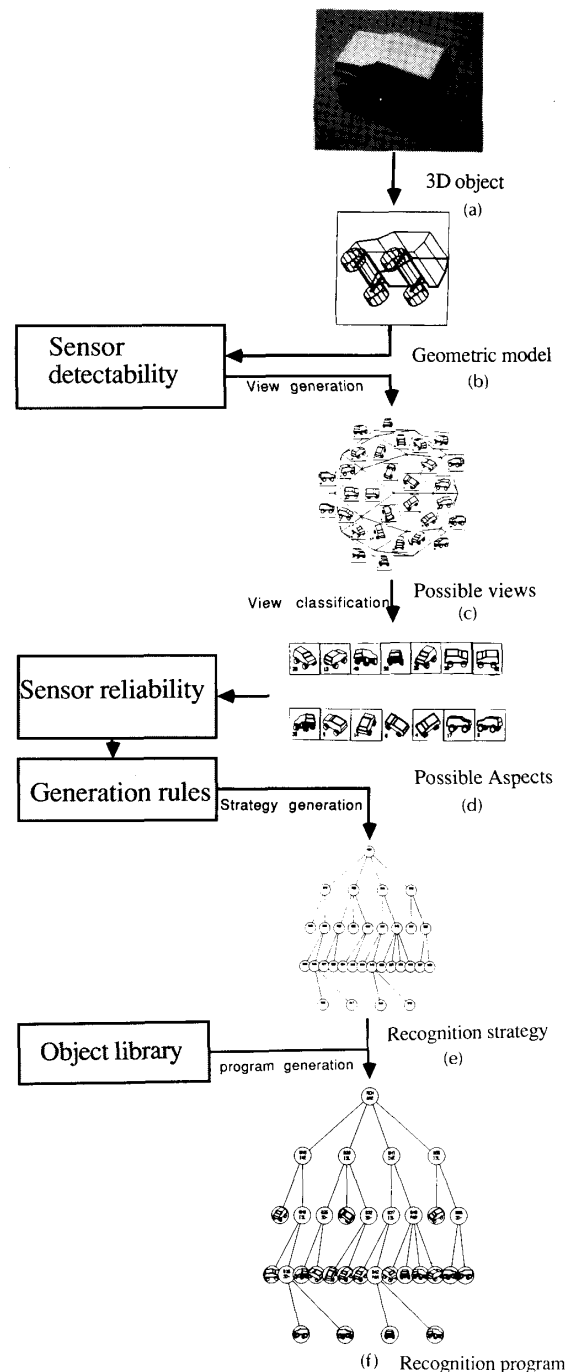 3D object
(a)
Sensor
detectability
Geometric model
(b)
View generation
Possible views
(c)
View classification
Sensor reliability
Possible Aspects
(d)
Generation rules
Strategy generation
Recognition strategy
(e)
Object library
program generation
(f) Recognition program